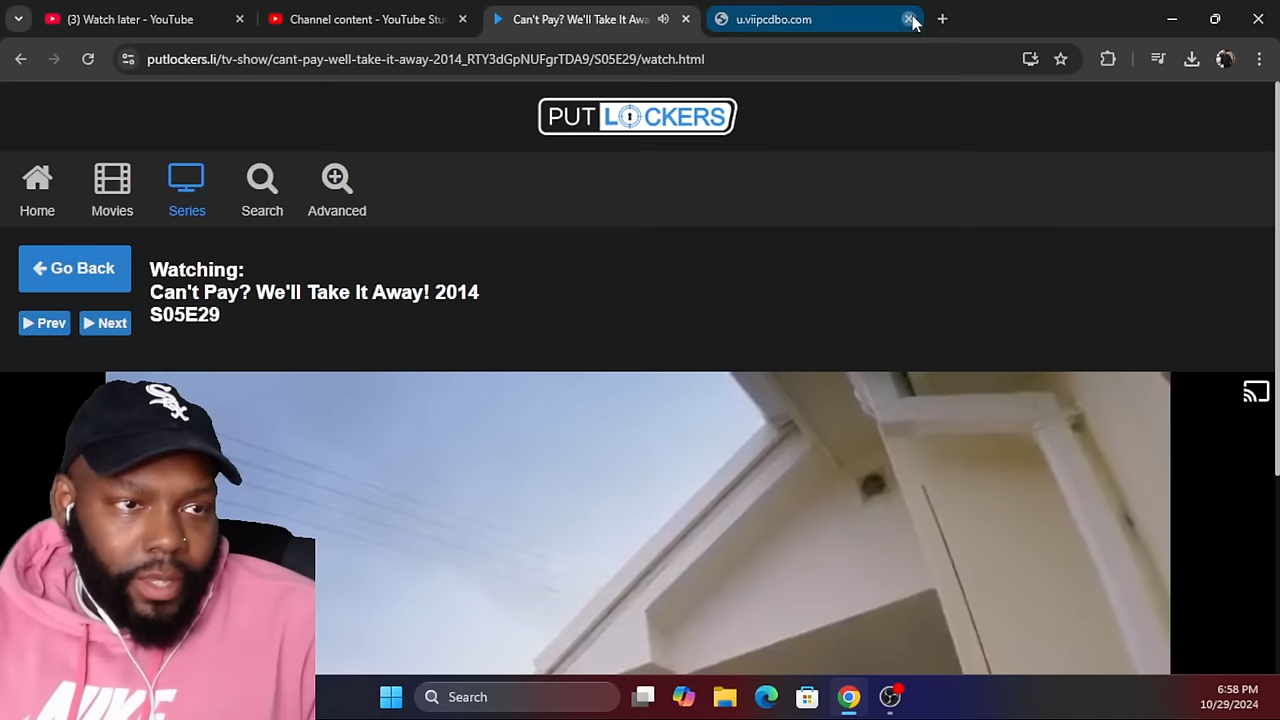 (3) Watch later - YouTube
Channel content - YouTube Stu
Can't Pay? We'll Take It Awa
u.viipcdbo.com
putlockers.li/tv-show/cant-pay-well-take-it-away-2014_RTY3dGpNUFgrTDA9/S05E29/watch.html
PUT LOCKERS
Home
Movies
Series
Search
Advanced
Go Back
Prev
Next
Watching:
Can't Pay? We'll Take It Away! 2014
S05E29
Sox
NIKE
Search
6:58 PM
10/29/2024